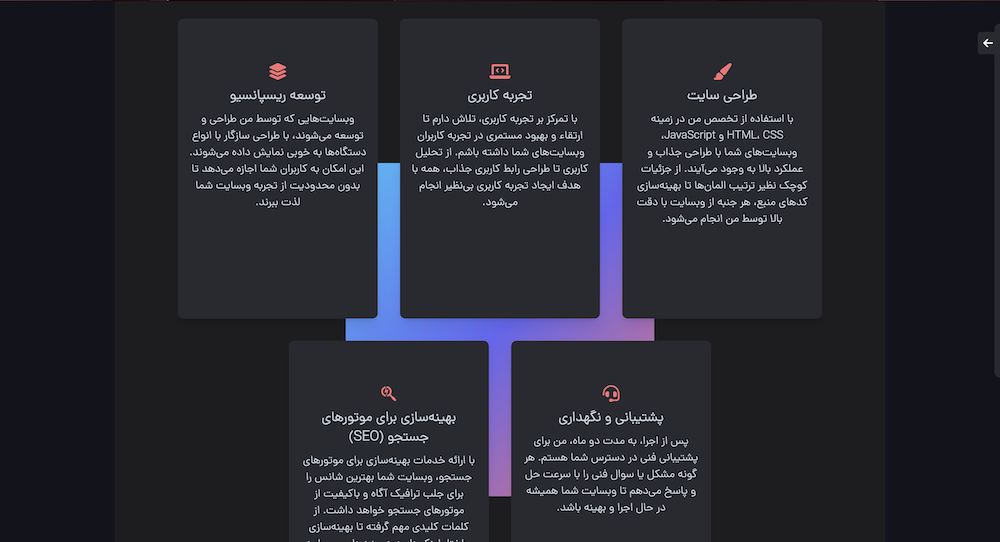 طراحی سایت
با استفاده از تخصص من در زمینه
HTML، CSS و JavaScript،
وبسایت‌های شما با طراحی جذاب و
عملکرد بالا به وجود می‌آیند. از جزئیات
کوچک نظیر ترتیب المان‌ها تا بهینه‌سازی
کدهای منبع، هر جنبه از وبسایت با دقت
بالا توسط من انجام می‌شود.
تجربه کاربری
با تمرکز بر تجربه کاربری، تلاش دارم تا
ارتقاء و بهبود مستمری در تجربه کاربران
وبسایت‌های شما داشته باشم. از تحلیل
کاربری تا طراحی رابط کاربری جذاب، همه با
هدف ایجاد تجربه کاربری بی‌نظیر انجام
می‌شود.
توسعه ریسپانسیو
وبسایت‌هایی که توسط من طراحی و
توسعه می‌شوند، با طراحی سازگار با انواع
دستگاه‌ها به خوبی نمایش داده می‌شوند.
این امکان به کاربران شما اجازه می‌دهد تا
بدون محدودیت از تجربه وبسایت شما
لذت ببرند.
پشتیبانی و نگهداری
پس از اجرا، به مدت دو ماه، من برای
پشتیبانی فنی در دسترس شما هستم. هر
گونه مشکل یا سوال فنی را با سرعت حل
و پاسخ می‌دهم تا وبسایت شما همیشه
در حال اجرا و بهینه باشد.
بهینه‌سازی برای موتورهای
جستجو (SEO)
با ارائه خدمات بهینه‌سازی برای موتورهای
جستجو، وبسایت شما بهترین شانس را
برای جلب ترافیک آگاه و باکیفیت از
موتورهای جستجو خواهد داشت. از
کلمات کلیدی مهم گرفته تا بهینه‌سازی